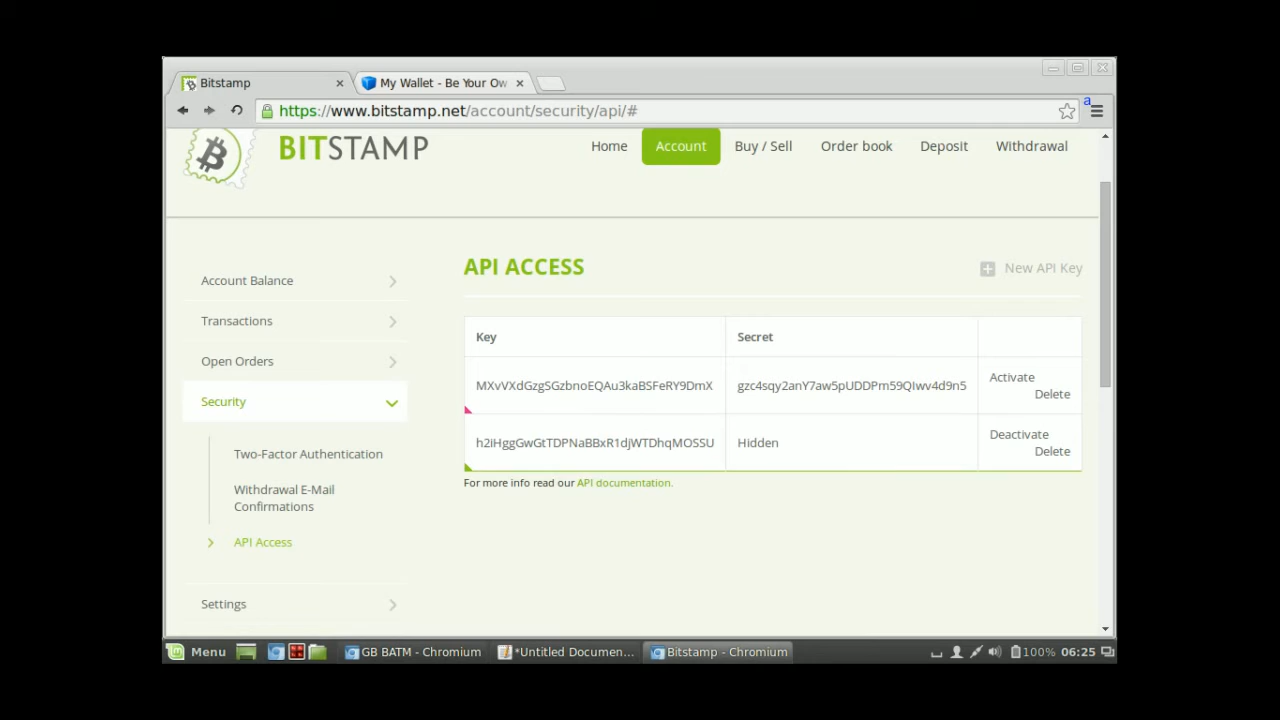 Bitstamp
My Wallet - Be Your Ow
https://www.bitstamp.net/account/security/api/#
a
BITSTAMP
Home
Account
Buy / Sell
Order book
Deposit
Withdrawal
Account Balance
Transactions
Open Orders
Security
Two-Factor Authentication
Withdrawal E-Mail
Confirmations
API Access
Settings
API ACCESS
New API Key
Key
Secret
MXvVXdGzgSGzbnoEQAu3kaBSFeRY9DmX
gzc4sqy2anY7aw5pUDDPm59QIwv4d9n5
Activate
Delete
h2iHggGwGtTDPNaBBxR1djWTDhqMOSSU
Hidden
Deactivate
Delete
For more info read our API documentation.
Menu
GB BATM - Chromium
*Untitled Documen...
Bitstamp - Chromium
100%
06:25